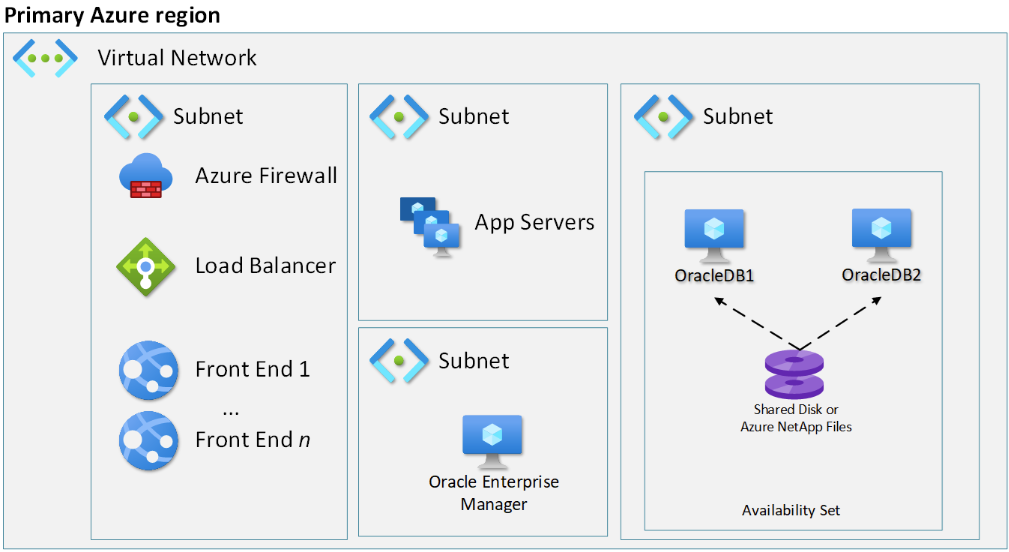 Primary Azure region
Virtual Network
Subnet
Azure Firewall
Load Balancer
Front End 1
...
Front End n
Subnet
App Servers
Subnet
Oracle Enterprise
Manager
Subnet
OracleDB1
OracleDB2
Shared Disk or
Azure NetApp Files
Availability Set